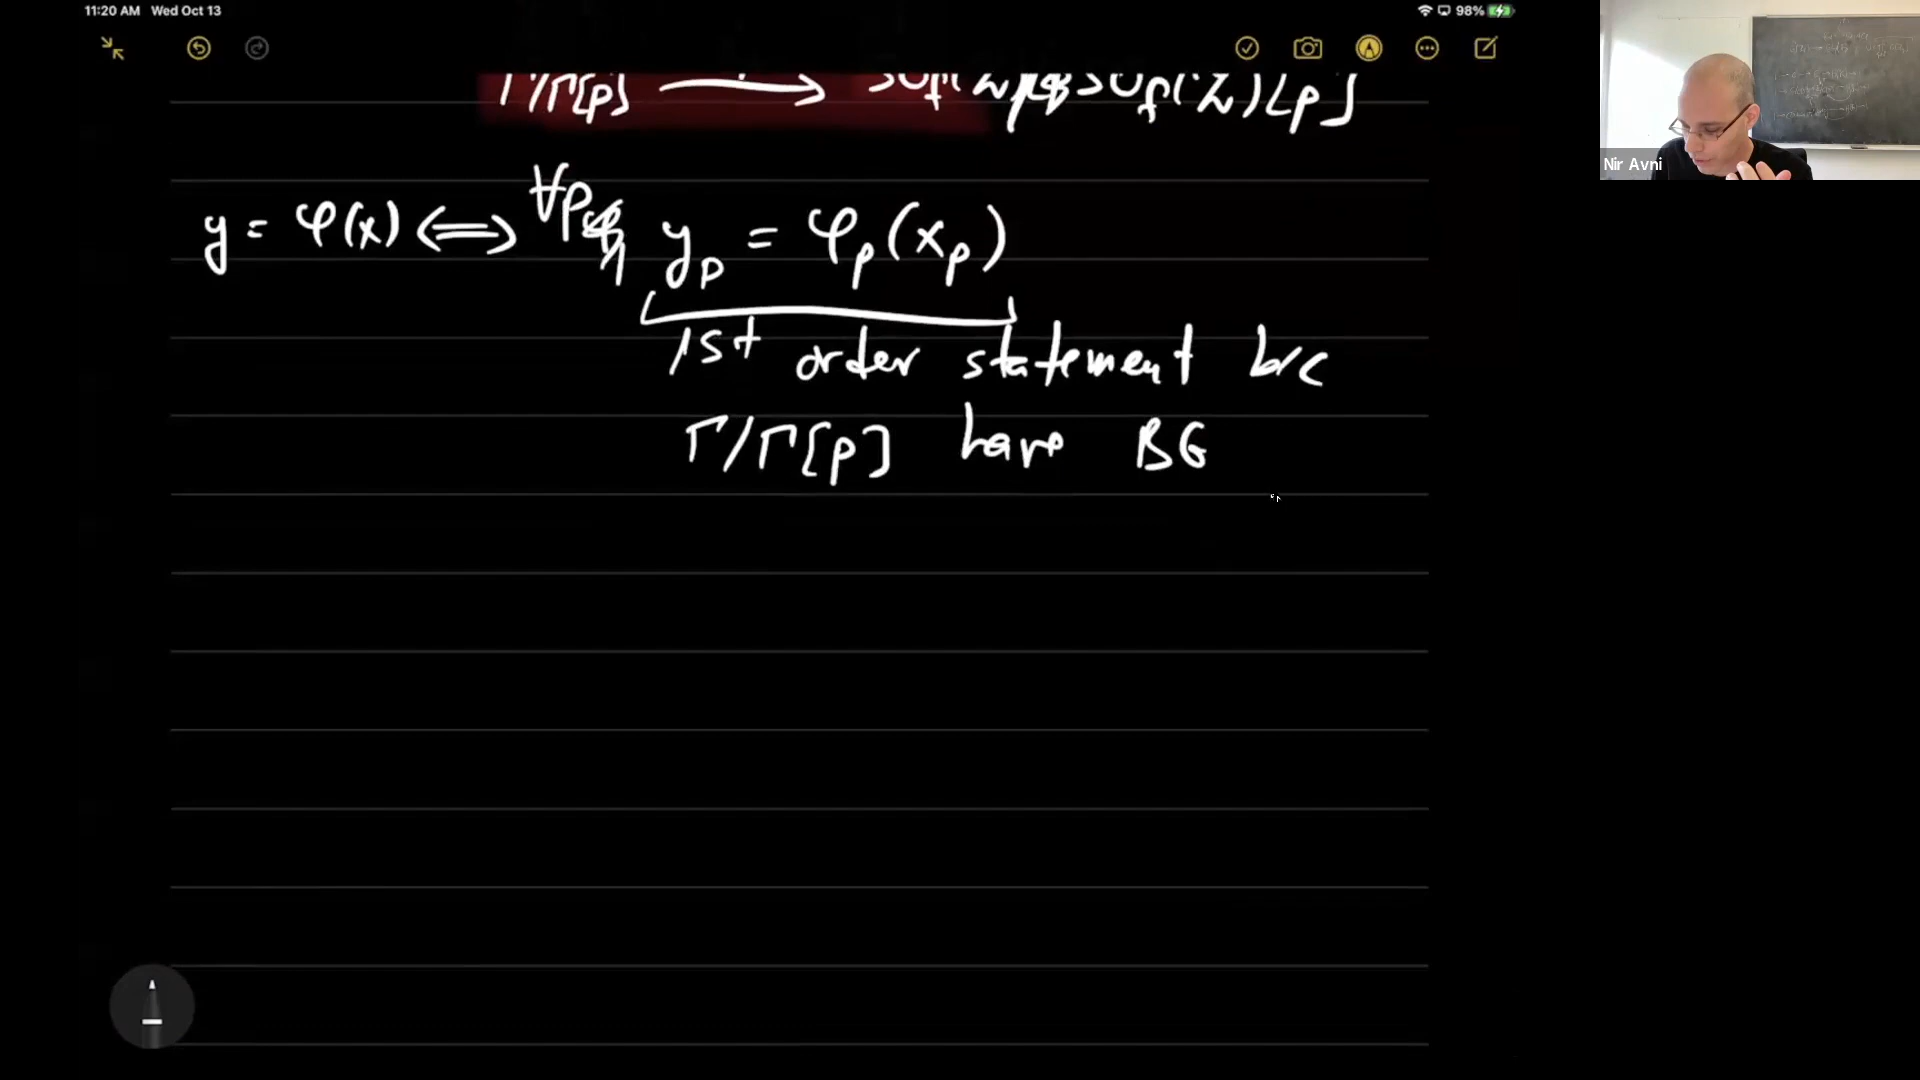 11:20 AM Wed Oct 13 98%
Γ/Γ[p] ⟶
Nir Avni
y = φ(x) ⟺ ∀p y_p = φ_p(x_p)
1st order statement b/c
Γ/Γ[p] have BG